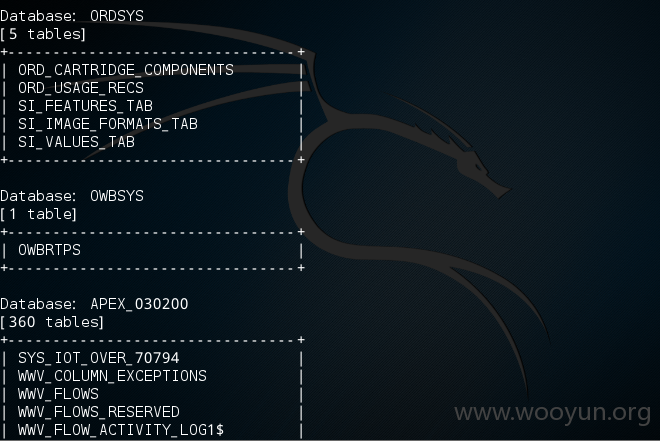 Database: ORDSYS
[5 tables]
+--------------------------------+
| ORD_CARTRIDGE_COMPONENTS       |
| ORD_USAGE_RECS                 |
| SI_FEATURES_TAB                |
| SI_IMAGE_FORMATS_TAB           |
| SI_VALUES_TAB                  |
+--------------------------------+
Database: OWBSYS
[1 table]
+--------------------------------+
| OWBRTPS                        |
+--------------------------------+
Database: APEX_030200
[360 tables]
+--------------------------------+
| SYS_IOT_OVER_70794             |
| WWV_COLUMN_EXCEPTIONS          |
| WWV_FLOWS                      |
| WWV_FLOWS_RESERVED             |
| WWV_FLOW_ACTIVITY_LOG1$        |
www.wooyun.org